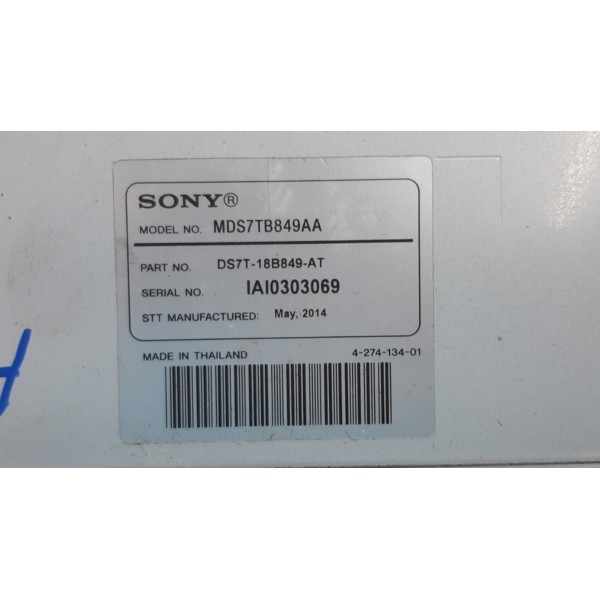 SONY®
MODEL NO. MDS7TB849AA
PART NO. DS7T-18B849-AT
SERIAL NO. IAI0303069
STT MANUFACTURED: May, 2014
MADE IN THAILAND 4-274-134-01